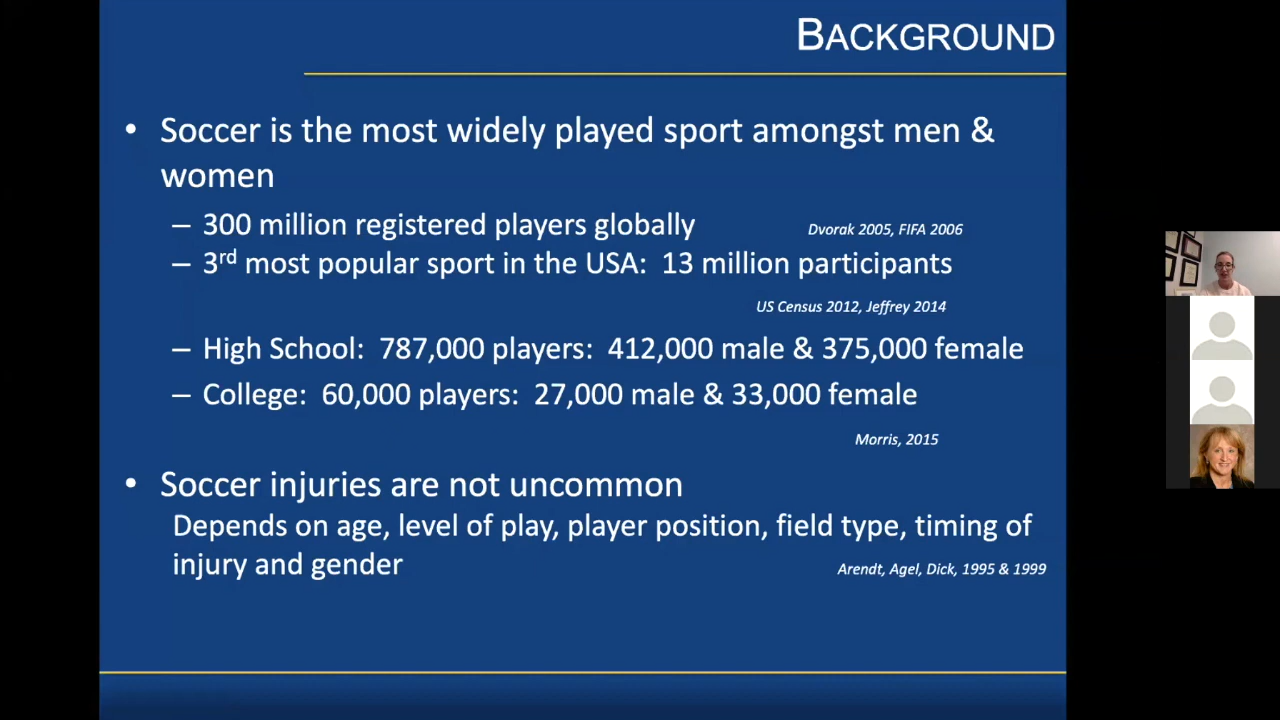 BACKGROUND
• Soccer is the most widely played sport amongst men &
women
– 300 million registered players globally Dvorak 2005, FIFA 2006
– 3rd most popular sport in the USA: 13 million participants
US Census 2012, Jeffrey 2014
– High School: 787,000 players: 412,000 male & 375,000 female
– College: 60,000 players: 27,000 male & 33,000 female
Morris, 2015
• Soccer injuries are not uncommon
Depends on age, level of play, player position, field type, timing of
injury and gender Arendt, Agel, Dick, 1995 & 1999